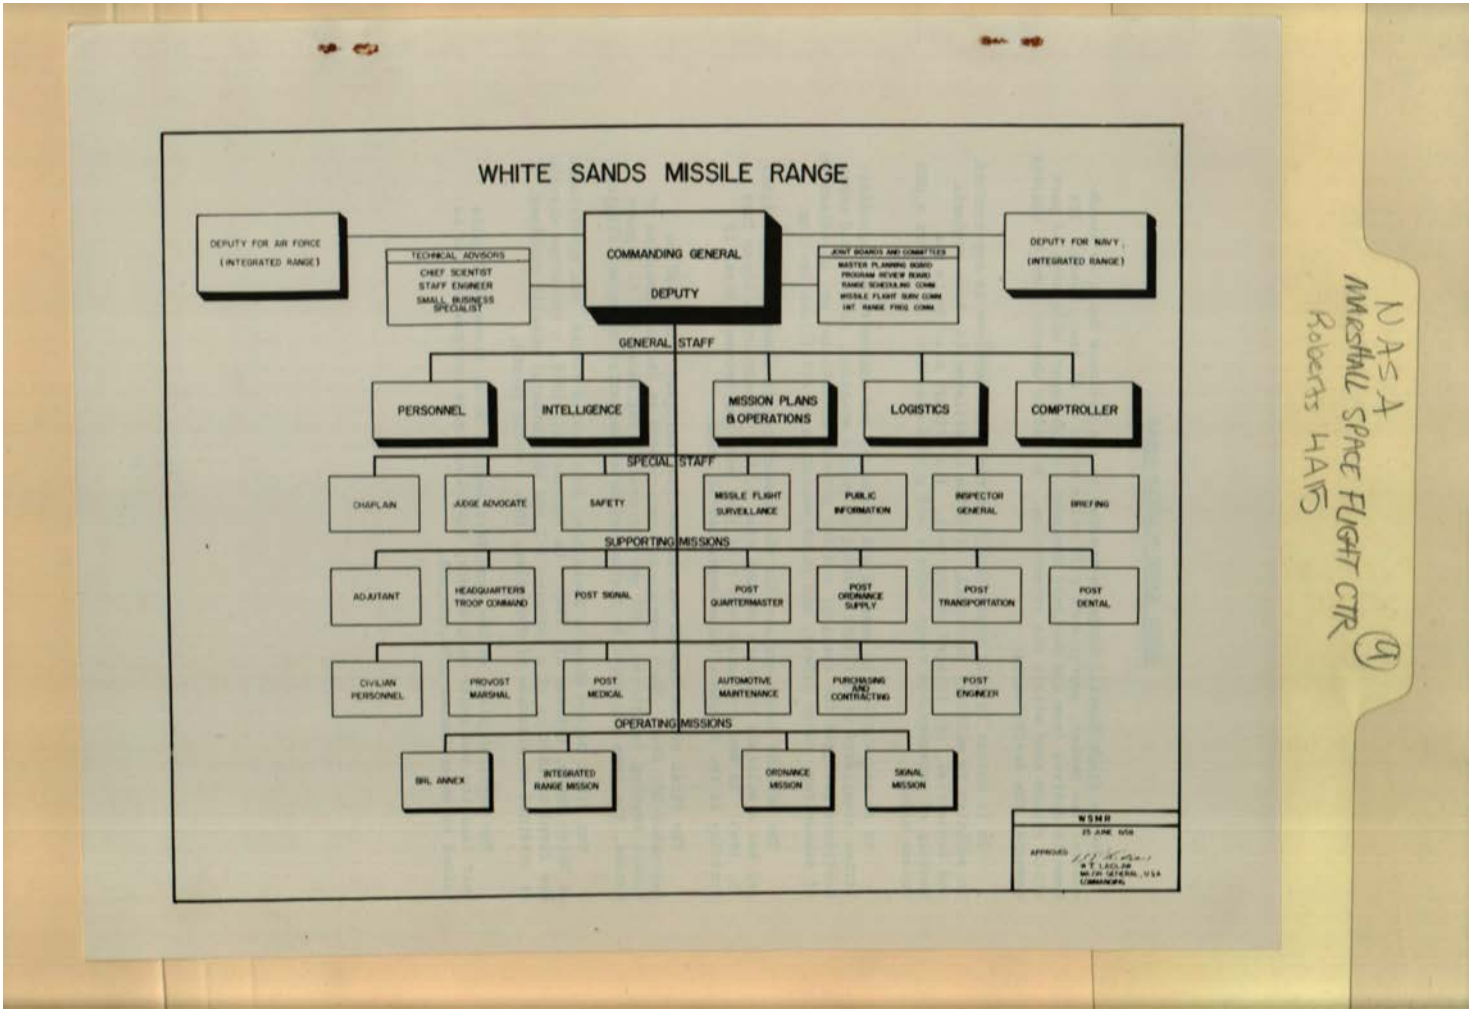 WHITE SANDS MISSILE RANGE
DEPUTY FOR AIR FORCE
(INTEGRATED RANGE)
TECHNICAL ADVISORS
CHIEF SCIENTIST
STAFF ENGINEER
SMALL BUSINESS
SPECIALIST
COMMANDING GENERAL
DEPUTY
JOINT BOARDS AND COMMITTEES
MASTER PLANNING BOARD
PROGRAM REVIEW BOARD
RANGE SCHEDULING COMM
MISSILE FLIGHT SURV COMM
INT. RANGE FREQ COMM.
DEPUTY FOR NAVY
(INTEGRATED RANGE)
GENERAL STAFF
PERSONNEL
INTELLIGENCE
MISSION PLANS
& OPERATIONS
LOGISTICS
COMPTROLLER
SPECIAL STAFF
CHAPLAIN
JUDGE ADVOCATE
SAFETY
MISSILE FLIGHT
SURVEILLANCE
PUBLIC
INFORMATION
INSPECTOR
GENERAL
BRIEFING
SUPPORTING MISSIONS
ADJUTANT
HEADQUARTERS
TROOP COMMAND
POST SIGNAL
POST
QUARTERMASTER
POST
ORDNANCE
SUPPLY
POST
TRANSPORTATION
POST
DENTAL
CIVILIAN
PERSONNEL
PROVOST
MARSHAL
POST
MEDICAL
AUTOMOTIVE
MAINTENANCE
PURCHASING
AND
CONTRACTING
POST
ENGINEER
OPERATING MISSIONS
BRL ANNEX
INTEGRATED
RANGE MISSION
ORDNANCE
MISSION
SIGNAL
MISSION
WSMR
25 JUNE
APPROVED
MAJOR GENERAL, USA
COMMANDING
NASA
MARSHALL SPACE FLIGHT CTR
Roberts 4A15